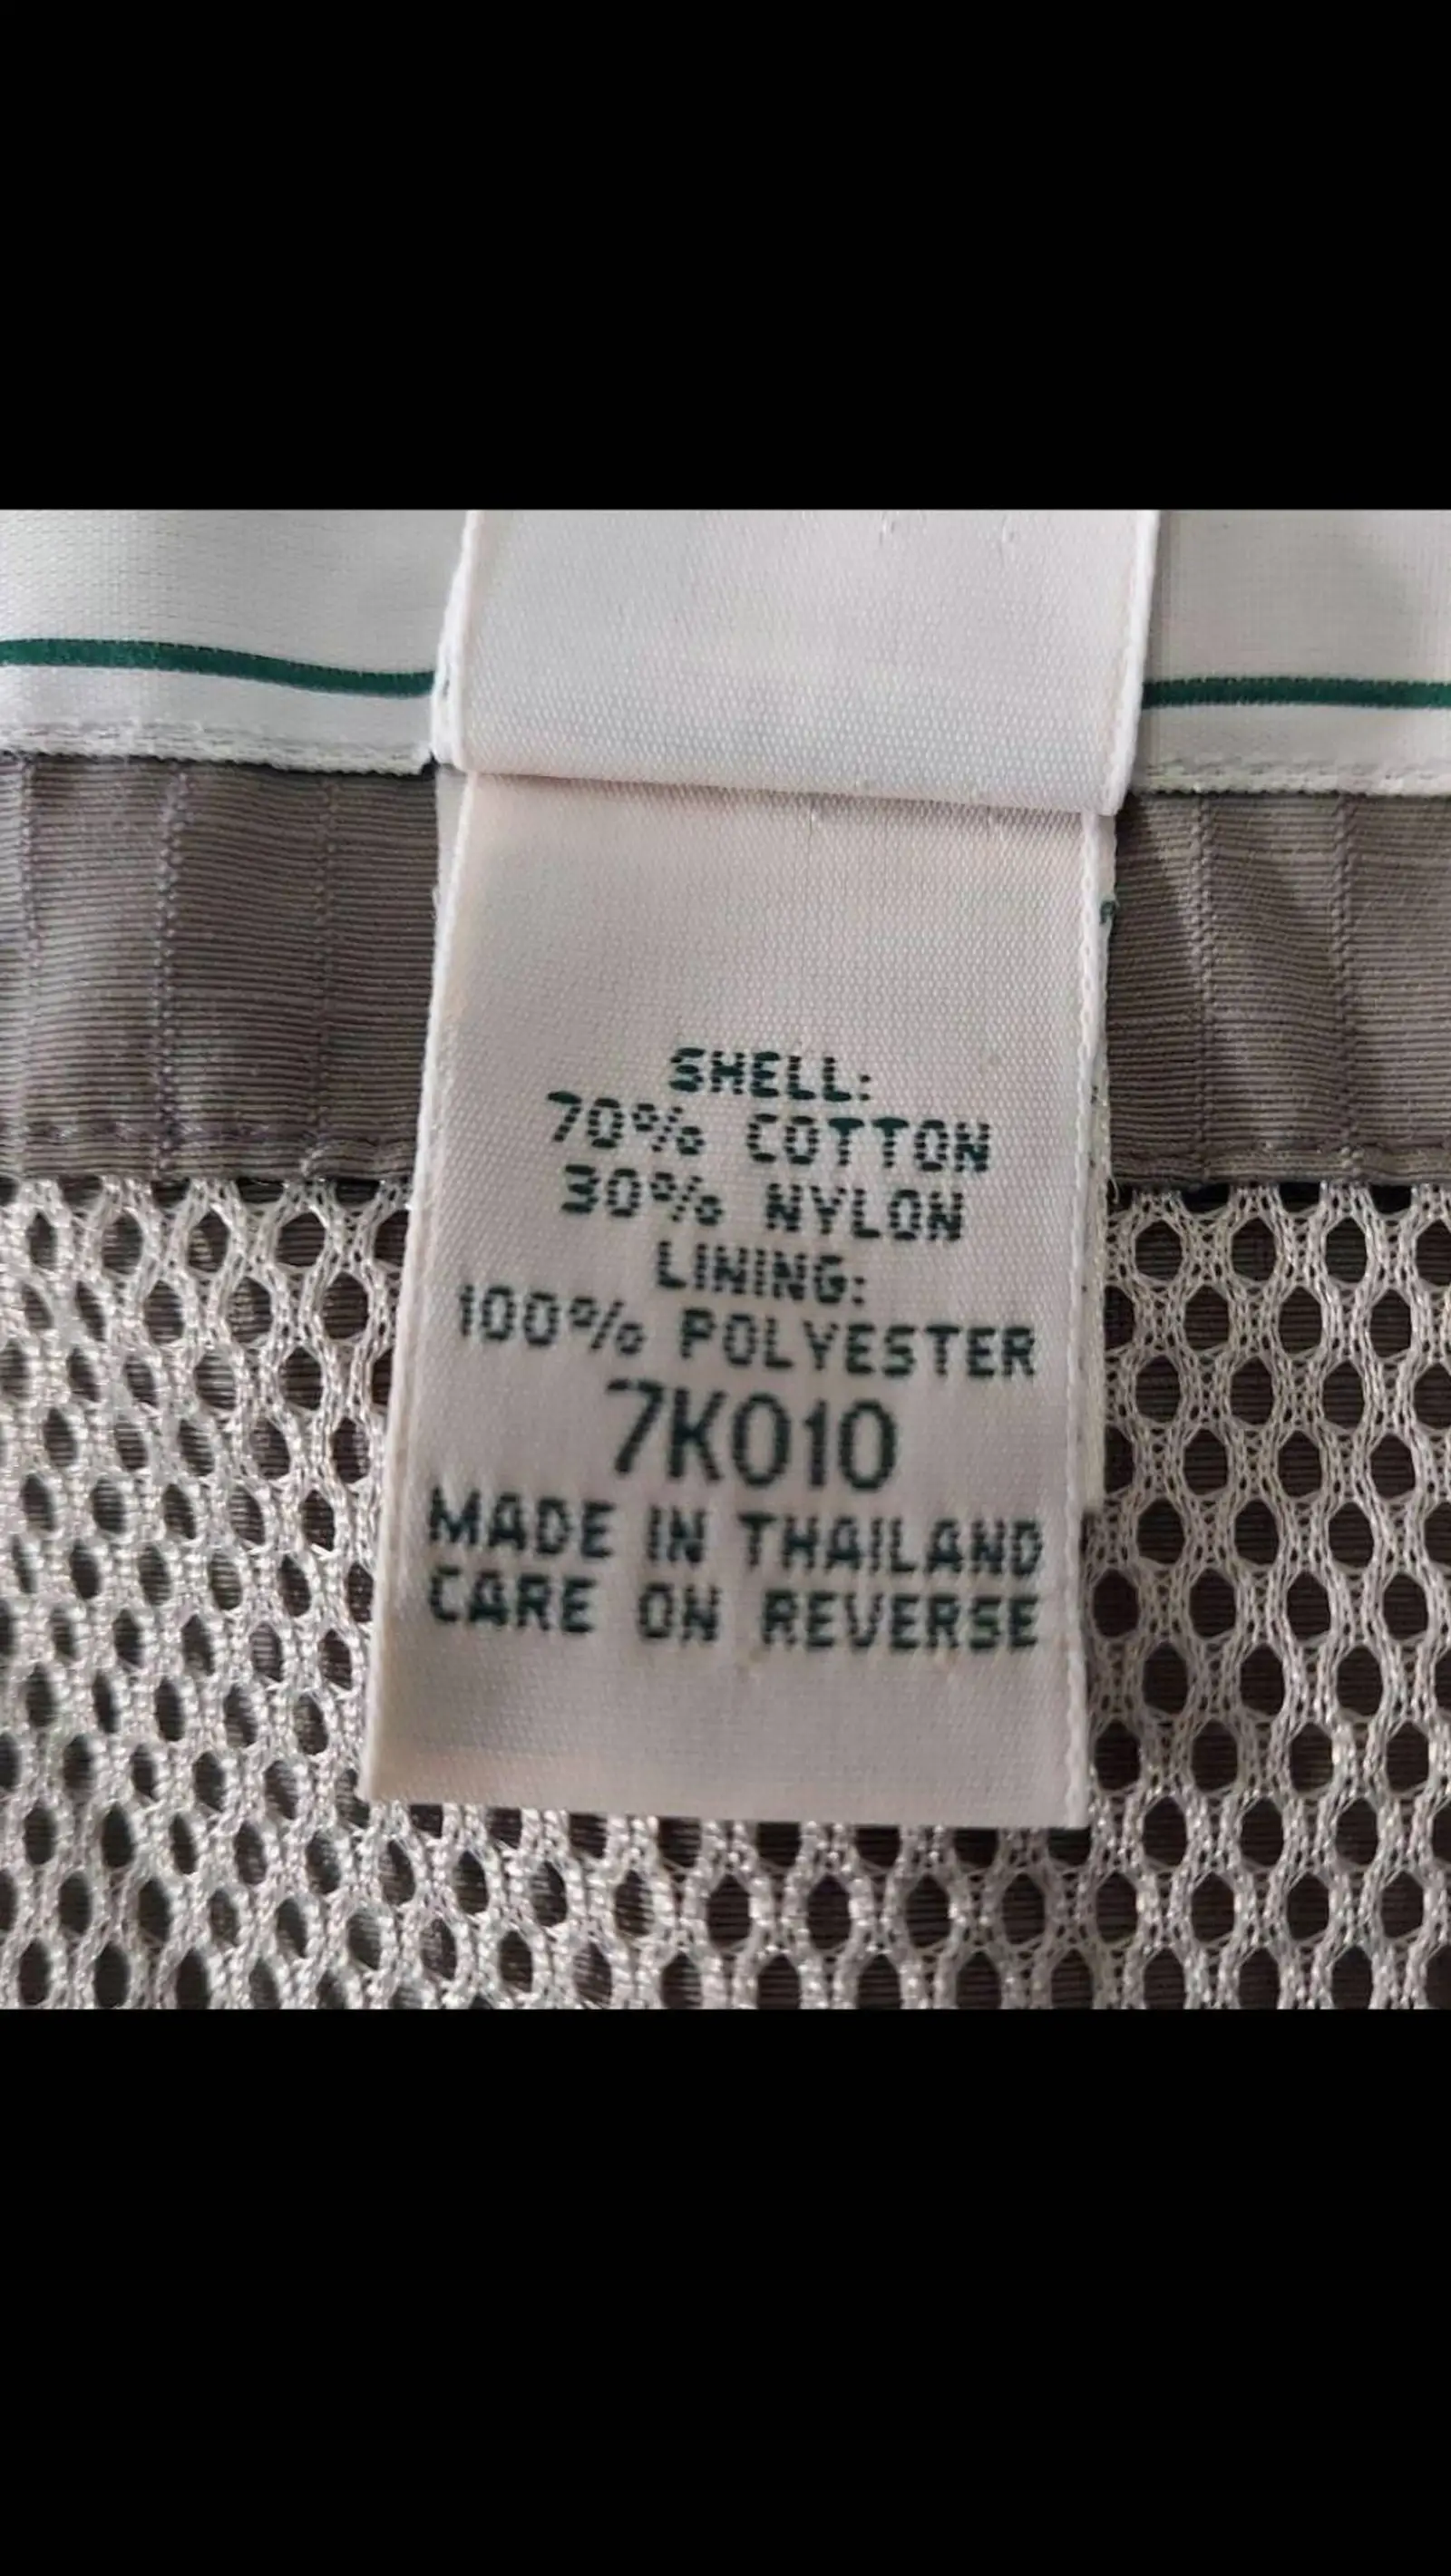 SHELL:
70% COTTON
30% NYLON
LINING:
100% POLYESTER
7K010
MADE IN THAILAND
CARE ON REVERSE